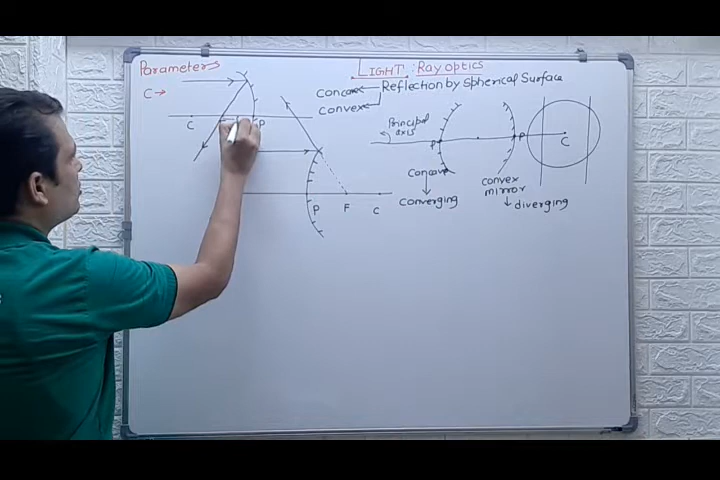 Parameters
C →
C
P
P
F
C
LIGHT : Ray optics
Reflection by Spherical Surface
Concave
Convex
Principal
axis
P
Concave
↓
converging
P
convex
mirror
↓ diverging
C